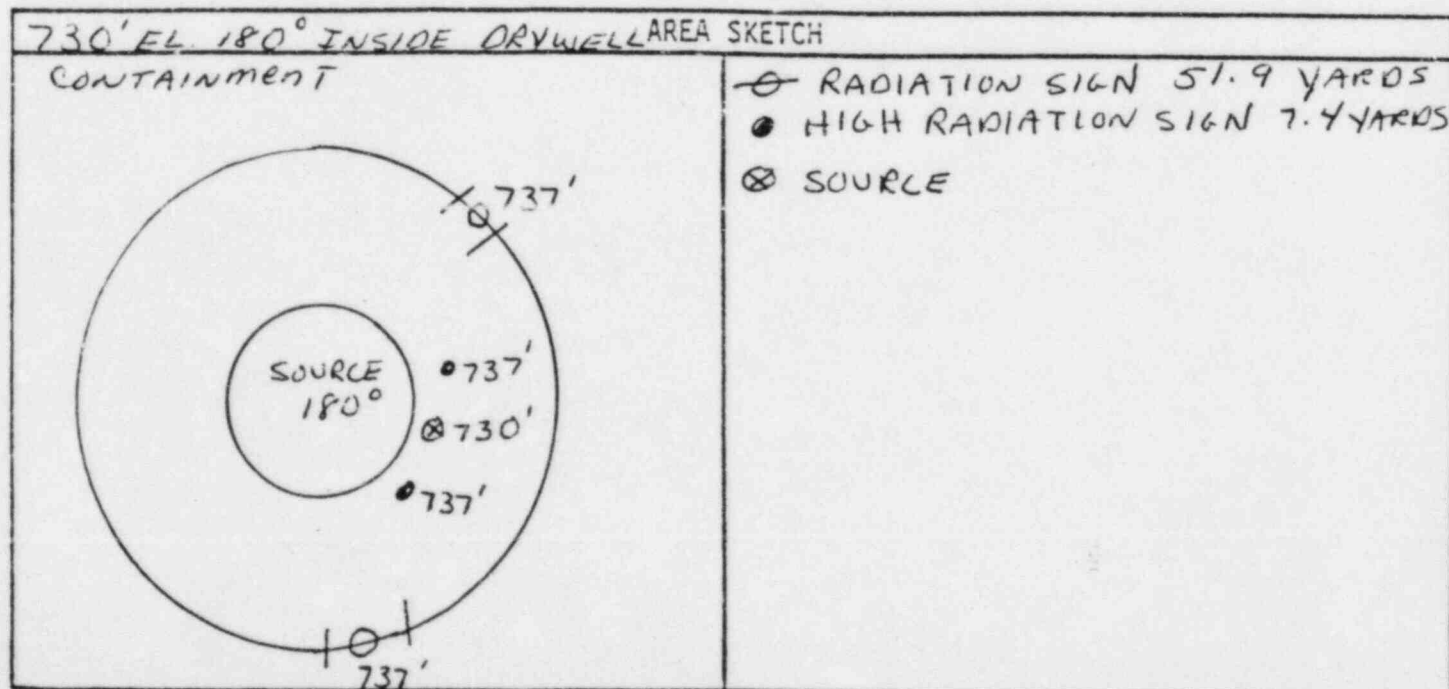 730' EL. 180° INSIDE DRYWELL AREA SKETCH
CONTAINMENT
RADIATION SIGN 51.9 YARDS
HIGH RADIATION SIGN 7.4 YARDS
SOURCE
737'
SOURCE
180°
737'
730'
737'
737'